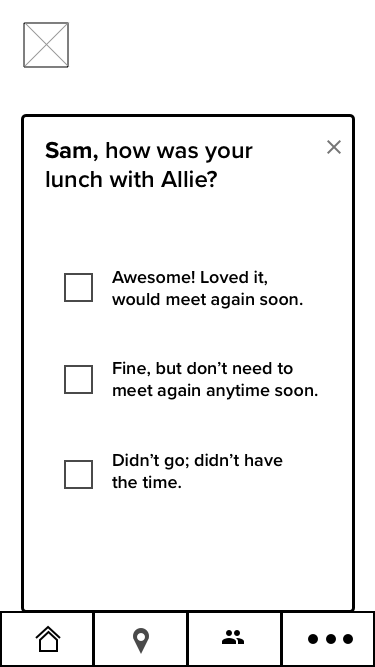 Sam, how was your
lunch with Allie?
Awesome! Loved it,
would meet again soon.
Fine, but don’t need to
meet again anytime soon.
Didn’t go; didn’t have
the time.